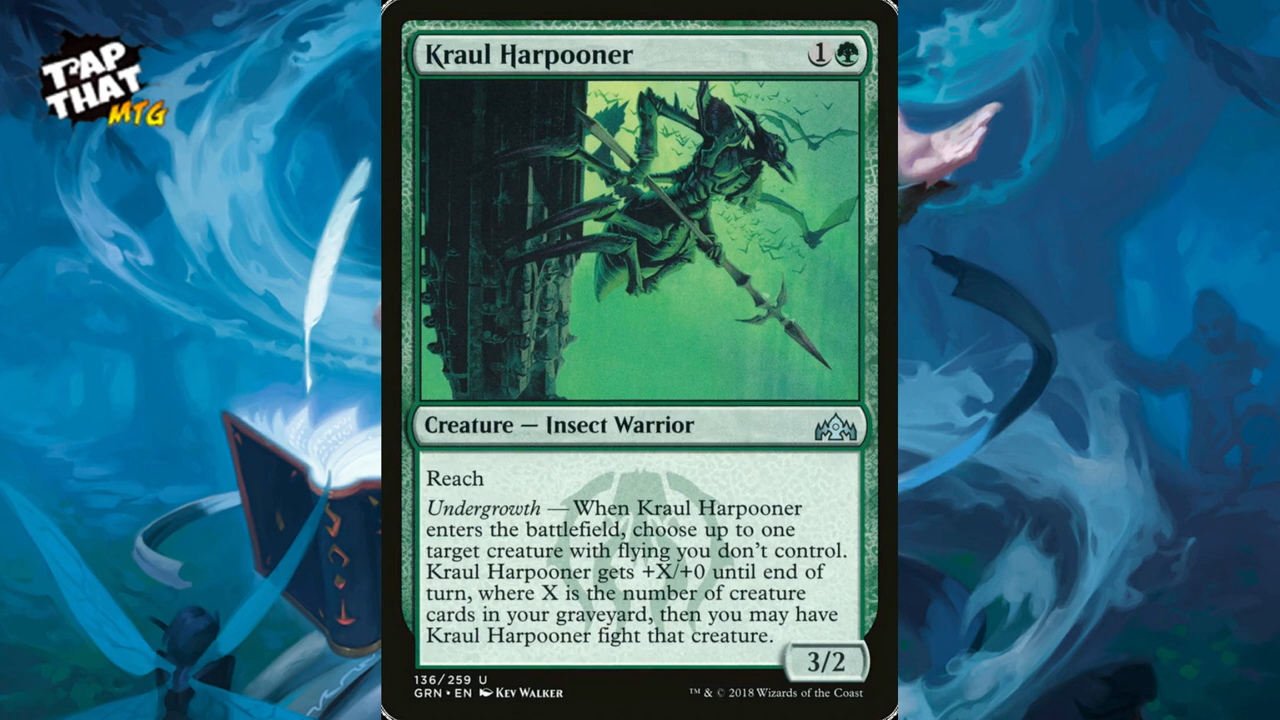 TRAP
THAT
MTG
Kraul Harpooner 1
Creature — Insect Warrior
Reach
Undergrowth — When Kraul Harpooner
enters the battlefield, choose up to one
target creature with flying you don't control.
Kraul Harpooner gets +X/+0 until end of
turn, where X is the number of creature
cards in your graveyard, then you may have
Kraul Harpooner fight that creature.
3/2
136/259 U
GRN • EN Kev Walker
™ & © 2018 Wizards of the Coast